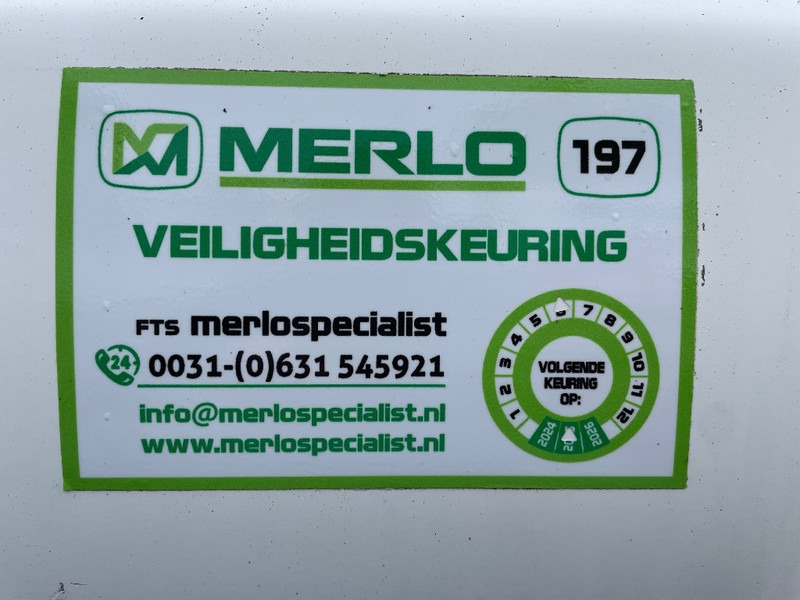 MERLO
197
VEILIGHEIDSKEURING
FTS merlospecialist
24
0031-(0)631 545921
info@merlospecialist.nl
www.merlospecialist.nl
1 2 3 4 5 7 8 9 10 11 12
VOLGENDE
KEURING
OP:
2024 2026